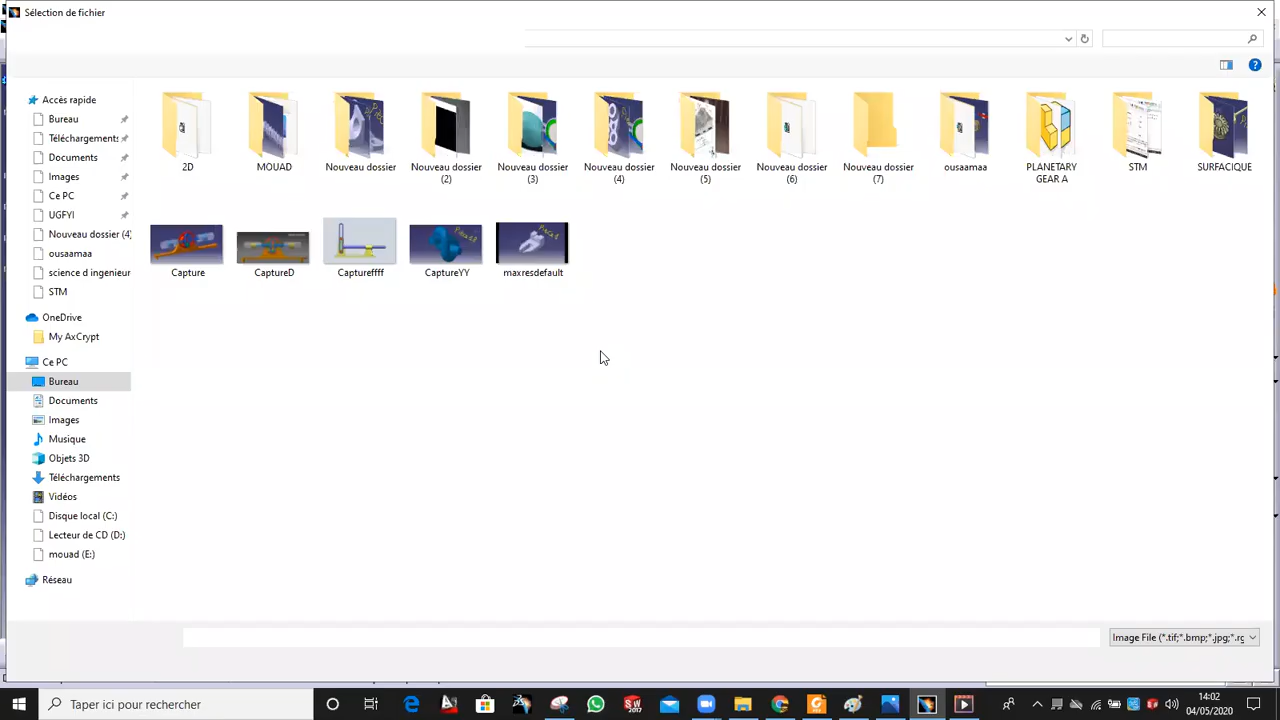 Sélection de fichier
Accès rapide
Bureau
Téléchargements
Documents
Images
Ce PC
UGFYI
Nouveau dossier (4)
ousaamaa
science d ingenieur
STM
OneDrive
My AxCrypt
Ce PC
Bureau
Documents
Images
Musique
Objets 3D
Téléchargements
Vidéos
Disque local (C:)
Lecteur de CD (D:)
mouad (E:)
Réseau
2D
MOUAD
Nouveau dossier
Nouveau dossier
(2)
Nouveau dossier
(3)
Nouveau dossier
(4)
Nouveau dossier
(5)
Nouveau dossier
(6)
Nouveau dossier
(7)
ousaamaa
PLANETARY
GEAR A
STM
SURFACIQUE
Capture
CaptureD
Captureffff
CaptureYY
maxresdefault
Image File (*.tif;*.bmp;*.jpg;*.rg
Taper ici pour rechercher
14:02
04/05/2020